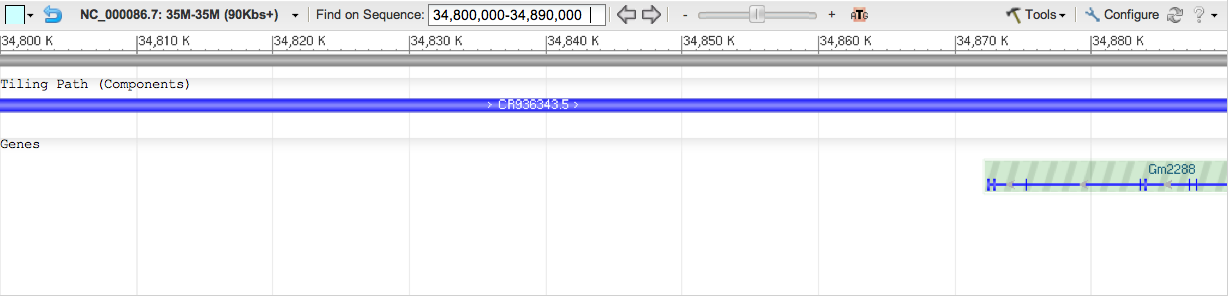 NC_000086.7: 35M-35M (90Kbs+) Find on Sequence: 34,800,000-34,890,000 - + ATG Tools Configure ?
34,800 K 34,810 K 34,820 K 34,830 K 34,840 K 34,850 K 34,860 K 34,870 K 34,880 K
Tiling Path (Components)
> CR936343.5 >
Genes
Gm2288